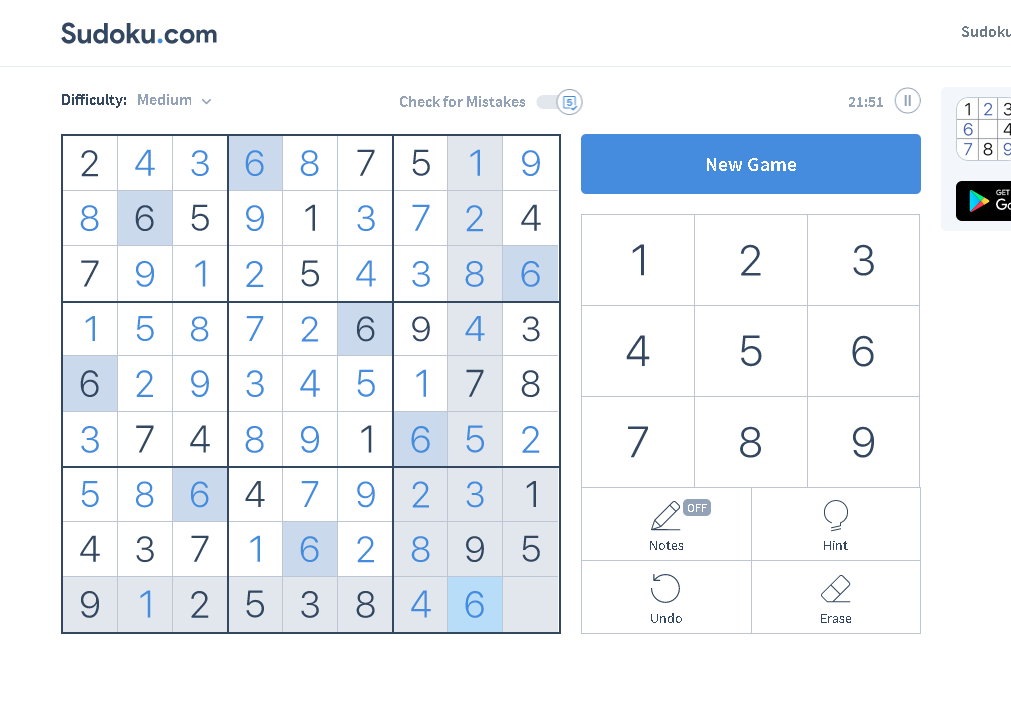 Sudoku.com
Sudoku
Difficulty: Medium
Check for Mistakes
5
21:51
2 4 3 6 8 7 5 1 9
8 6 5 9 1 3 7 2 4
7 9 1 2 5 4 3 8 6
1 5 8 7 2 6 9 4 3
6 2 9 3 4 5 1 7 8
3 7 4 8 9 1 6 5 2
5 8 6 4 7 9 2 3 1
4 3 7 1 6 2 8 9 5
9 1 2 5 3 8 4 6
New Game
1 2 3
4 5 6
7 8 9
OFF
Notes
Hint
Undo
Erase
1 2 3
6 4
7 8 9
GET
Go